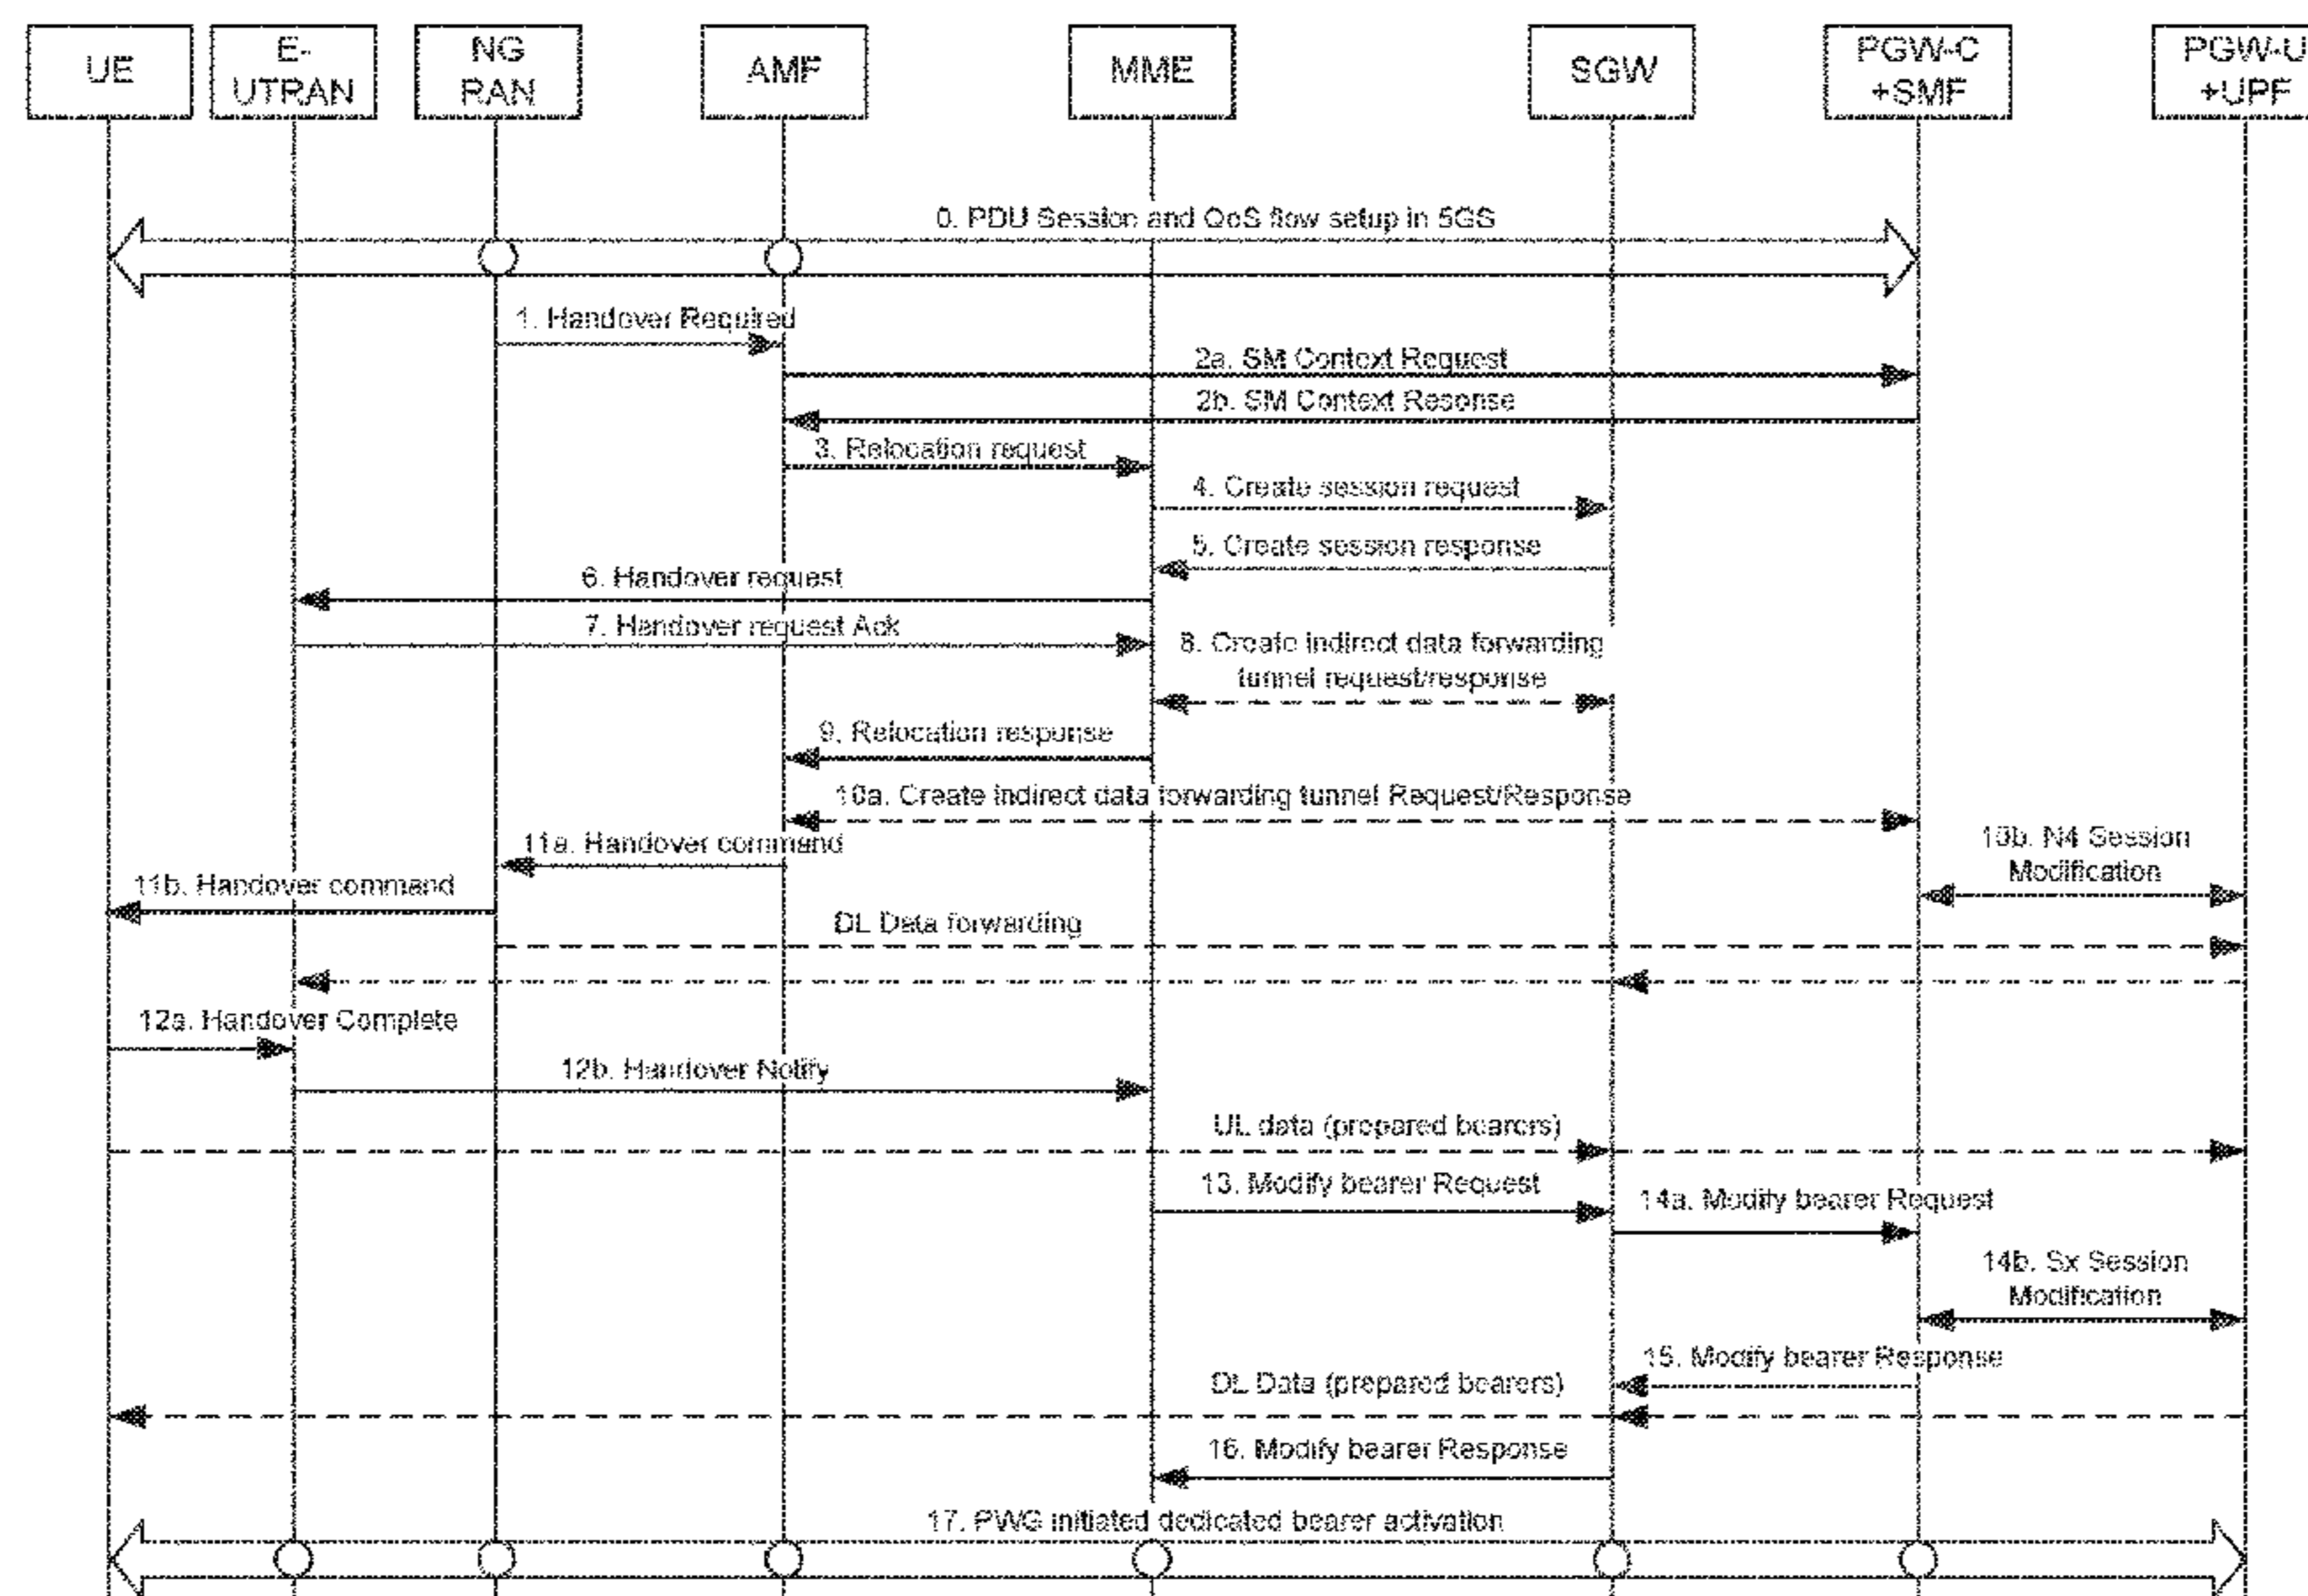 UE
E-
UTRAN
NG
RAN
AMF
MME
SGW
PGW-C
+SMF
PGW-U
+UPF
0. PDU Session and QoS flow setup in 5GS
1. Handover Required
2a. SM Context Request
2b. SM Context Resonse
3. Relocation request
4. Create session request
5. Create session response
6. Handover request
7. Handover request Ack
8. Create indirect data forwarding
tunnel request/response
9. Relocation response
10a. Create indirect data forwarding tunnel Request/Response
10b. N4 Session
Modification
11a. Handover command
11b. Handover command
DL Data forwarding
12a. Handover Complete
12b. Handover Notify
UL data (prepared bearers)
13. Modify bearer Request
14a. Modify bearer Request
14b. Sx Session
Modification
15. Modify bearer Response
DL Data (prepared bearers)
16. Modify bearer Response
17. PWG initiated dedicated bearer activation